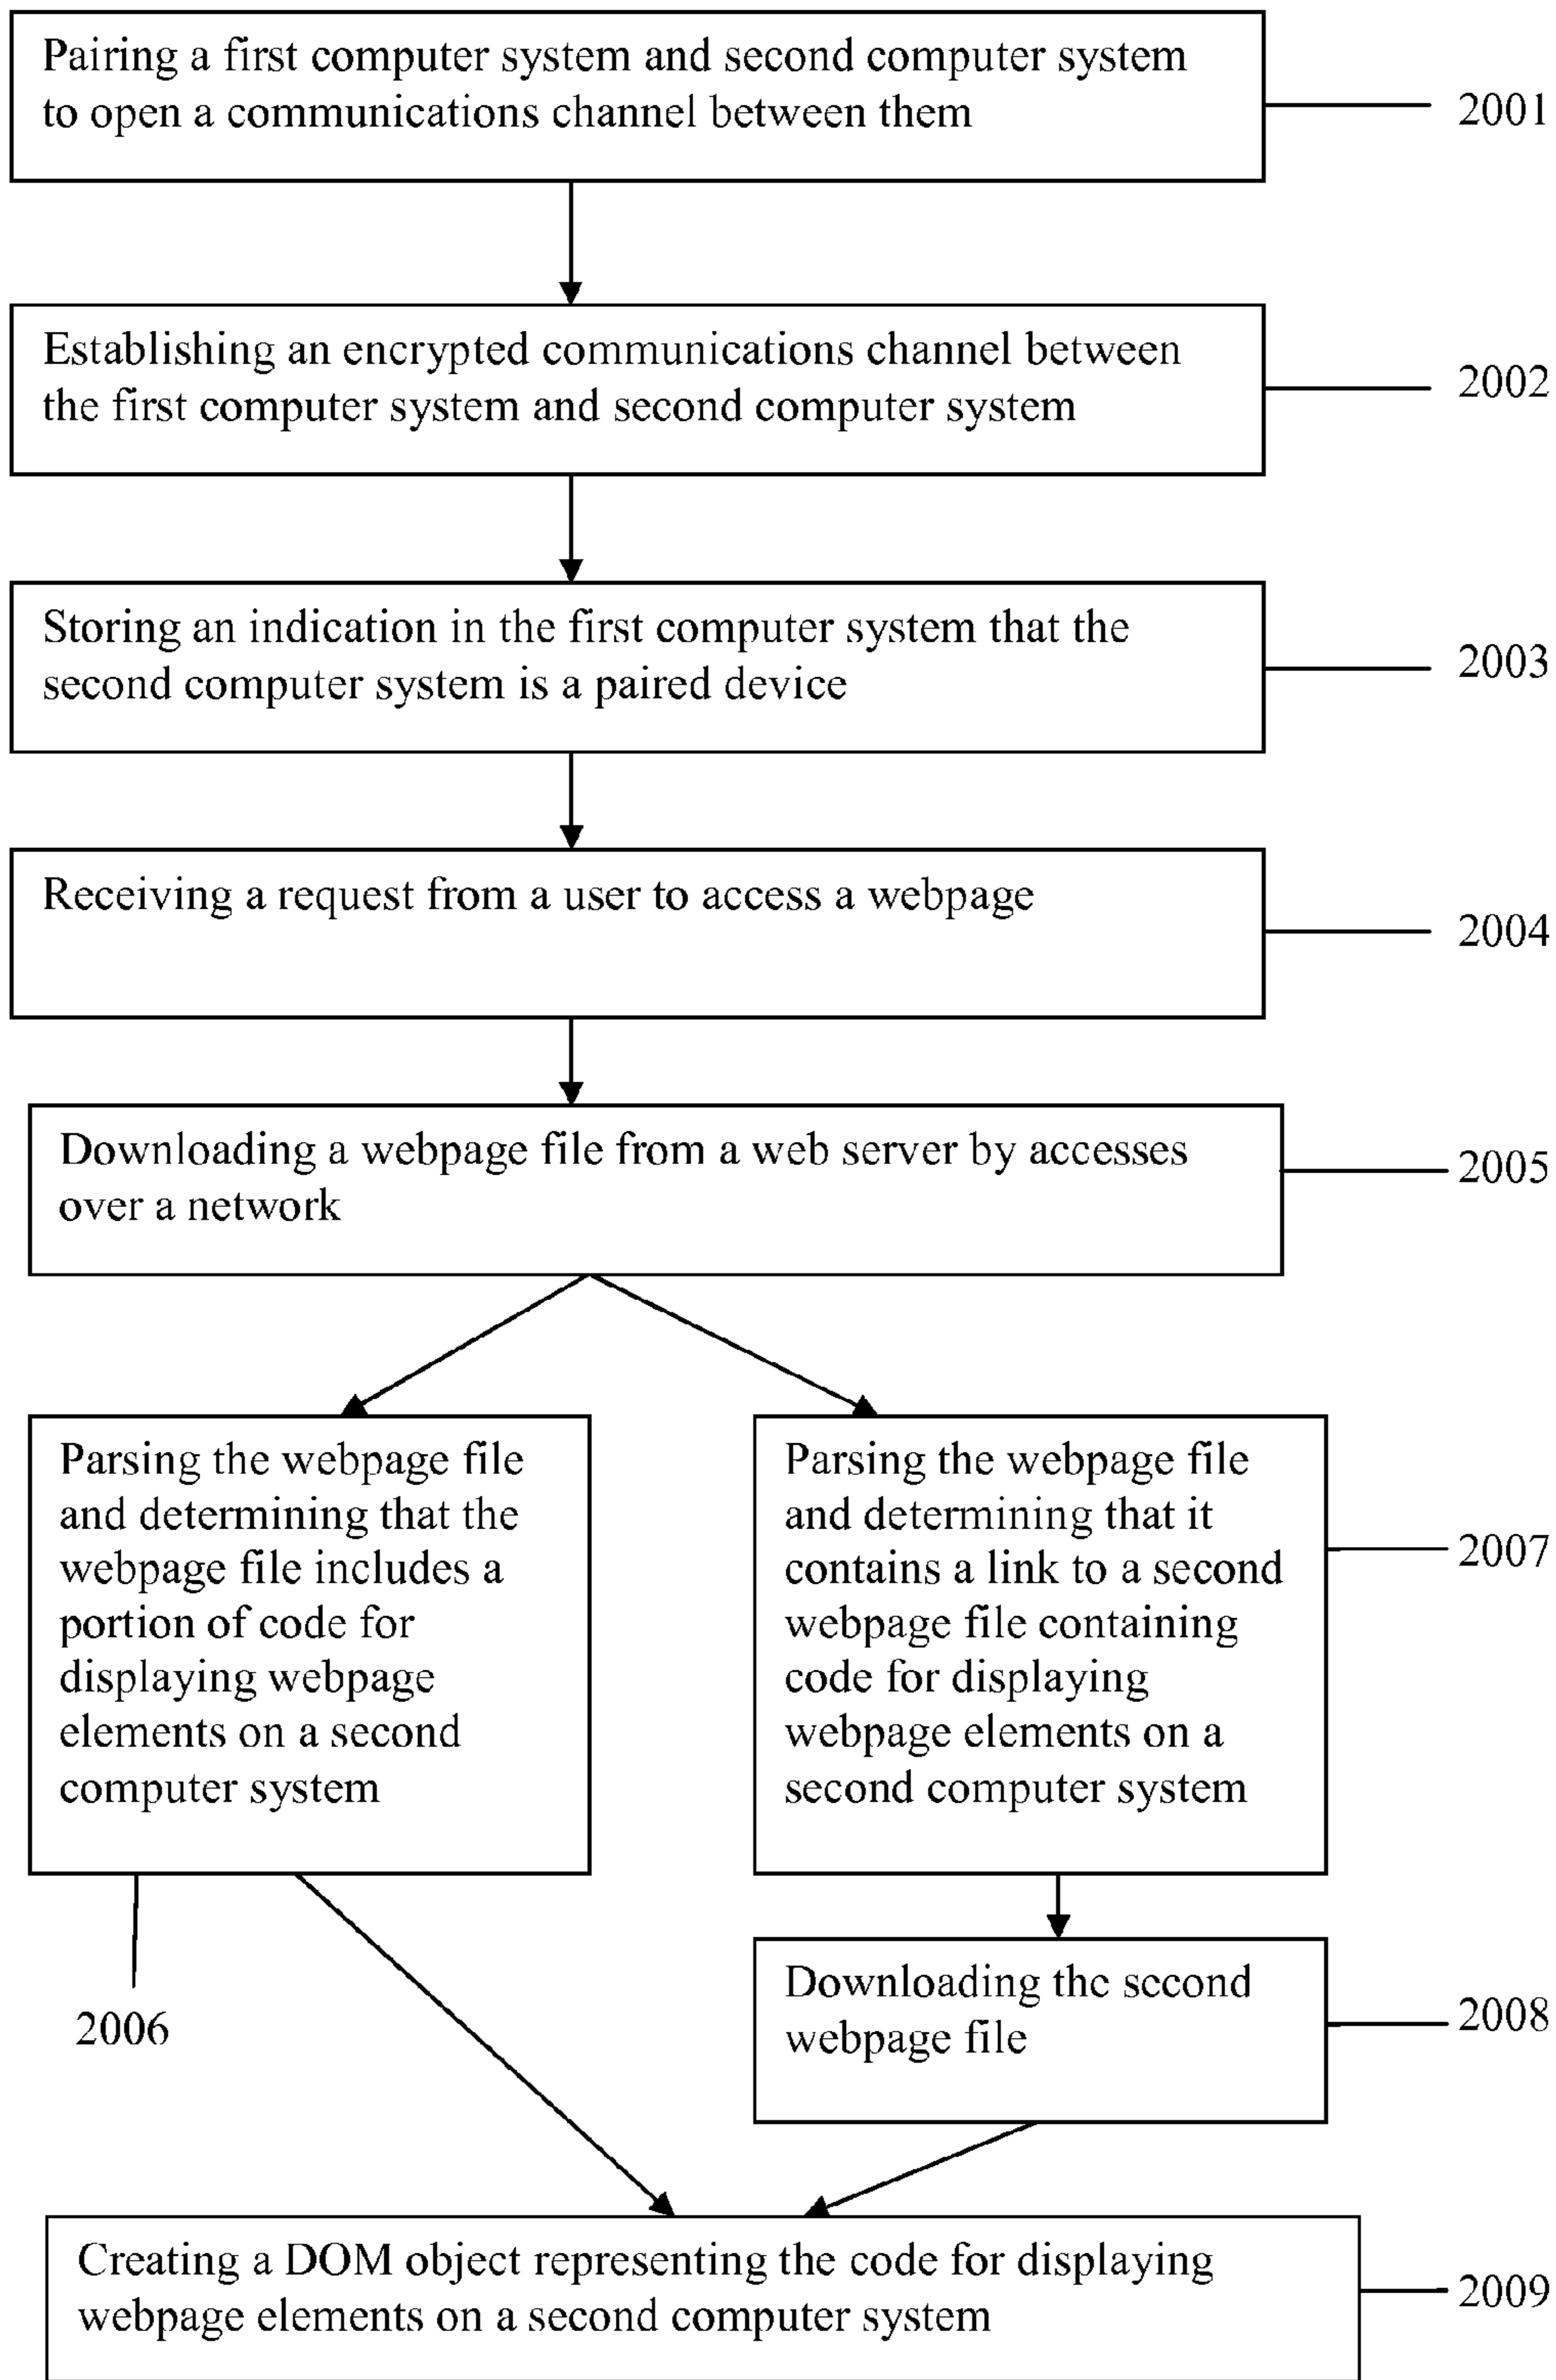 Pairing a first computer system and second computer system
to open a communications channel between them
2001
Establishing an encrypted communications channel between
the first computer system and second computer system
2002
Storing an indication in the first computer system that the
second computer system is a paired device
2003
Receiving a request from a user to access a webpage
2004
Downloading a webpage file from a web server by accesses
over a network
2005
Parsing the webpage file
and determining that the
webpage file includes a
portion of code for
displaying webpage
elements on a second
computer system
2006
Parsing the webpage file
and determining that it
contains a link to a second
webpage file containing
code for displaying
webpage elements on a
second computer system
2007
Downloading the second
webpage file
2008
Creating a DOM object representing the code for displaying
webpage elements on a second computer system
2009